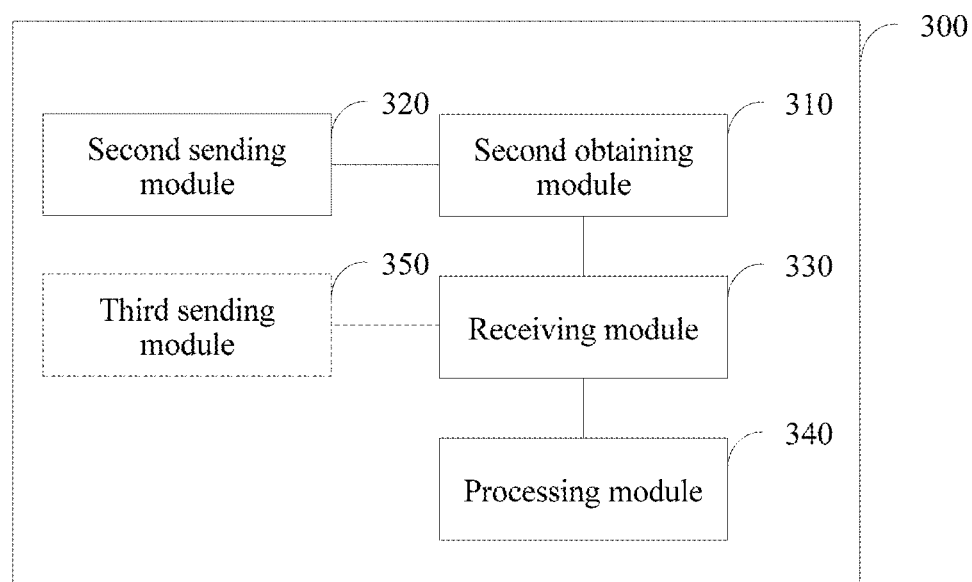 300
320
310
Second sending
module
Second obtaining
module
350
330
Third sending
module
Receiving module
340
Processing module